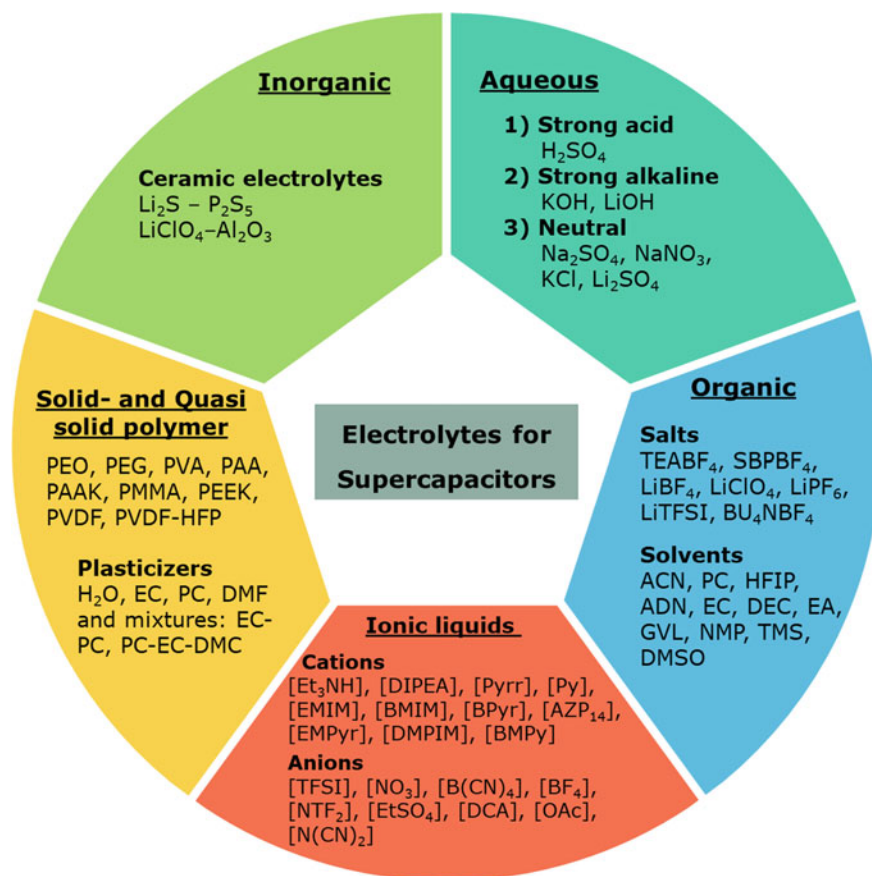 Inorganic
Ceramic electrolytes
Li₂S – P₂S₅
LiClO₄–Al₂O₃
Aqueous
1) Strong acid
H₂SO₄
2) Strong alkaline
KOH, LiOH
3) Neutral
Na₂SO₄, NaNO₃,
KCl, Li₂SO₄
Organic
Salts
TEABF₄, SBPBF₄,
LiBF₄, LiClO₄, LiPF₆,
LiTFSI, BU₄NBF₄
Solvents
ACN, PC, HFIP,
ADN, EC, DEC, EA,
GVL, NMP, TMS,
DMSO
Ionic liquids
Cations
[Et₃NH], [DIPEA], [Pyrr], [Py],
[EMIM], [BMIM], [BPyr], [AZP₁₄],
[EMPyr], [DMPIM], [BMPy]
Anions
[TFSI], [NO₃], [B(CN)₄], [BF₄],
[NTF₂], [EtSO₄], [DCA], [OAc],
[N(CN)₂]
Solid- and Quasi
solid polymer
PEO, PEG, PVA, PAA,
PAAK, PMMA, PEEK,
PVDF, PVDF-HFP
Plasticizers
H₂O, EC, PC, DMF
and mixtures: EC-
PC, PC-EC-DMC
Electrolytes for
Supercapacitors